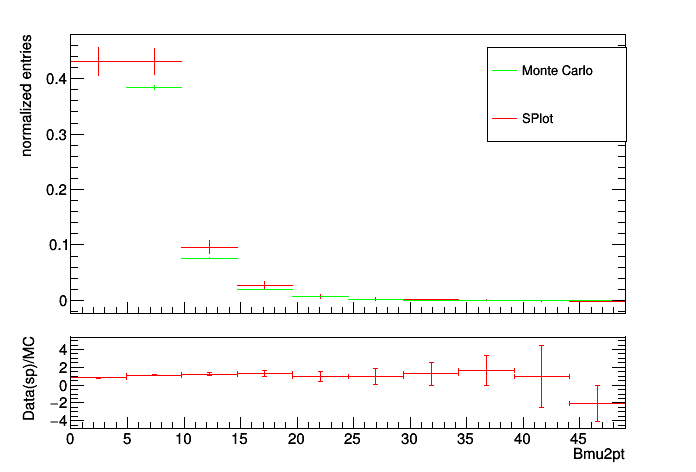 normalized entries
0.4
0.3
0.2
0.1
0
Monte Carlo
SPlot
Data(sp)/MC
4
2
0
−2
−4
0 5 10 15 20 25 30 35 40 45
Bmu2pt